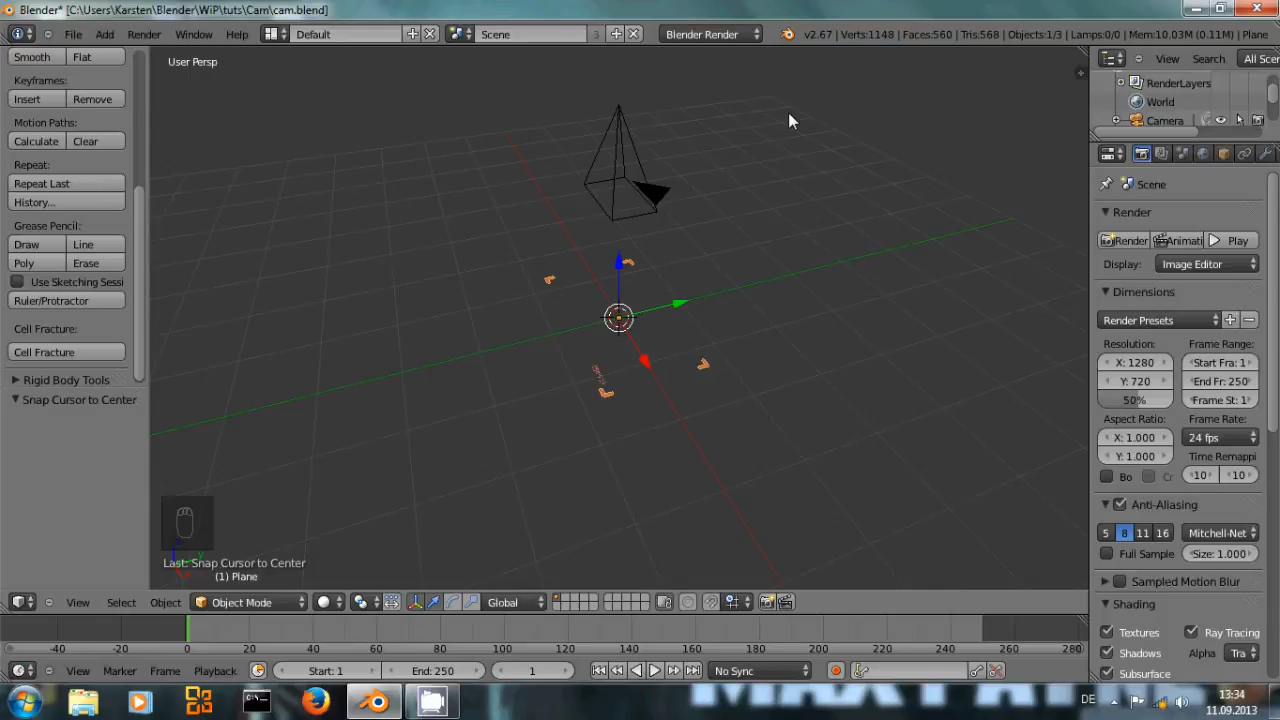 Blender* [C:\Users\Karsten\Blender\WiP\tuts\Cam\cam.blend]
File Add Render Window Help Default Scene 3 Blender Render v2.67 | Verts:1148 | Faces:560 | Tris:568 | Objects:1/3 | Lamps:0/0 | Mem:10.03M (0.11M) | Plane
Smooth Flat
Keyframes:
Insert Remove
Motion Paths:
Calculate Clear
Repeat:
Repeat Last
History...
Grease Pencil:
Draw Line
Poly Erase
Use Sketching Sessi
Ruler/Protractor
Cell Fracture:
Cell Fracture
Rigid Body Tools
Snap Cursor to Center
User Persp
Last: Snap Cursor to Center
(1) Plane
View Search All Scer
RenderLayers
World
Camera
Scene
Render
Render Animati Play
Display: Image Editor
Dimensions
Render Presets
Resolution: Frame Range:
X: 1280 Start Fra: 1
Y: 720 End Fr: 250
50% Frame St: 1
Aspect Ratio: Frame Rate:
X: 1.000 24 fps
Y: 1.000 Time Remappi
Bo Cr 10 10
Anti-Aliasing
5 8 11 16 Mitchell-Net
Full Sample Size: 1.000
Sampled Motion Blur
Shading
Textures Ray Tracing
Shadows Alpha Tra
Subsurface
View Select Object Object Mode Global
-40 -20 0 20 40 60 80 100 120 140 160 180 200 220 240 260 280
View Marker Frame Playback Start: 1 End: 250 1 No Sync
DE 13:34
11.09.2013